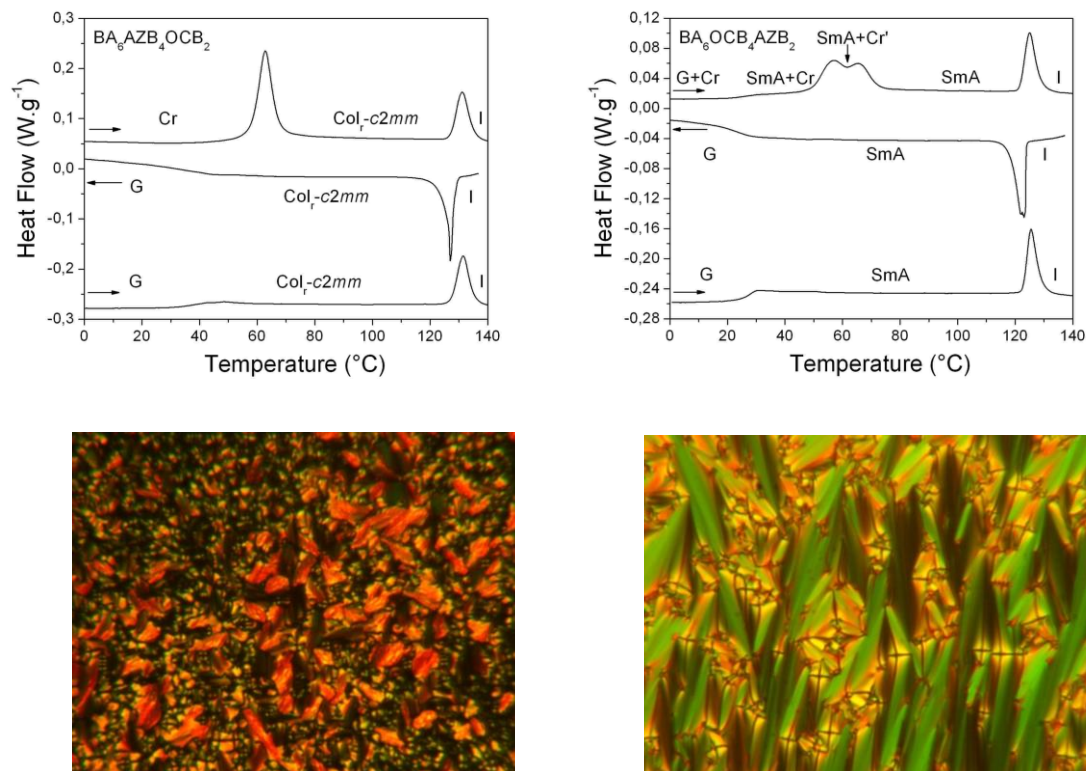 BA₆AZB₄OCB₂
Heat Flow (W.g⁻¹)
0,3
0,2
0,1
0,0
-0,1
-0,2
-0,3
Cr
Colᵣ-c2mm
I
G
Colᵣ-c2mm
I
G
Colᵣ-c2mm
I
0 20 40 60 80 100 120 140
Temperature (°C)
BA₆OCB₄AZB₂
Heat Flow (W.g⁻¹)
0,12
0,08
0,04
0,00
-0,04
-0,08
-0,12
-0,16
-0,20
-0,24
-0,28
SmA+Cr'
G+Cr
SmA+Cr
SmA
I
G
SmA
I
G
SmA
I
0 20 40 60 80 100 120 140
Temperature (°C)